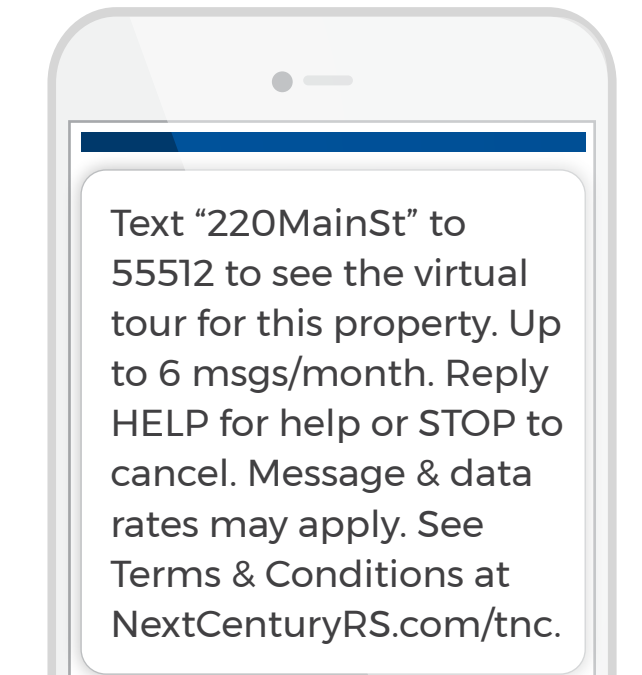 Text “220MainSt” to
55512 to see the virtual
tour for this property. Up
to 6 msgs/month. Reply
HELP for help or STOP to
cancel. Message & data
rates may apply. See
Terms & Conditions at
NextCenturyRS.com/tnc.